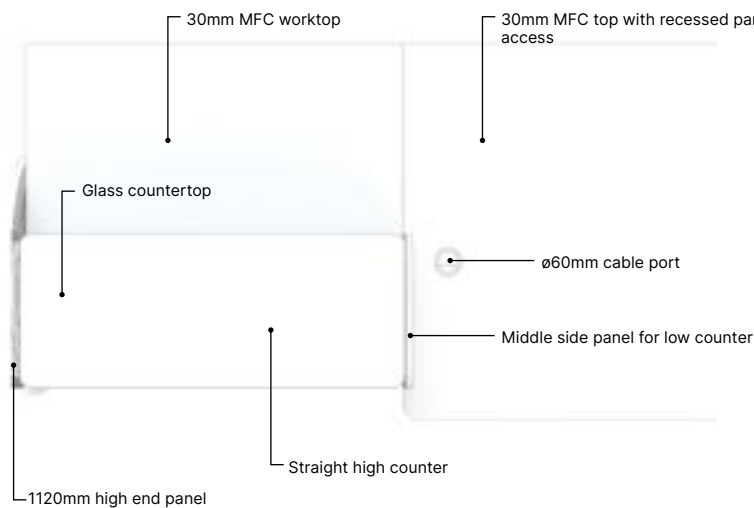 30mm MFC worktop
30mm MFC top with recessed
access
Glass countertop
ø60mm cable port
Middle side panel for low counter
Straight high counter
1120mm high end panel